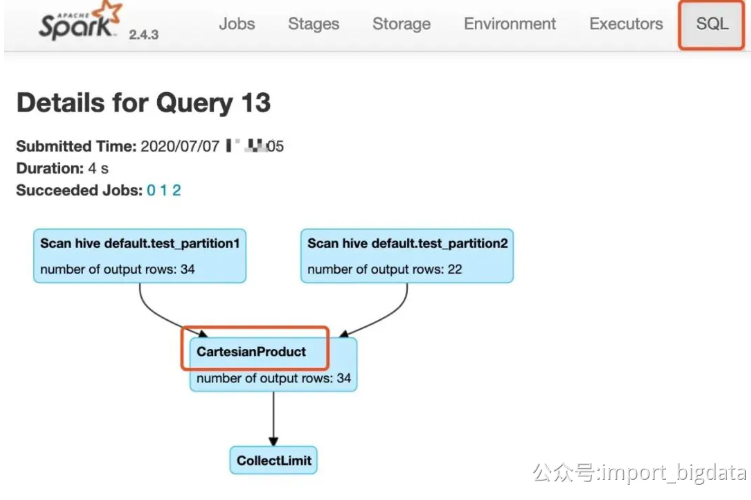 APACHE
Spark 2.4.3 Jobs Stages Storage Environment Executors SQL
Details for Query 13
Submitted Time: 2020/07/07 05
Duration: 4 s
Succeeded Jobs: 0 1 2
Scan hive default.test_partition1
number of output rows: 34
Scan hive default.test_partition2
number of output rows: 22
CartesianProduct
number of output rows: 34
CollectLimit
公众号:import_bigdata